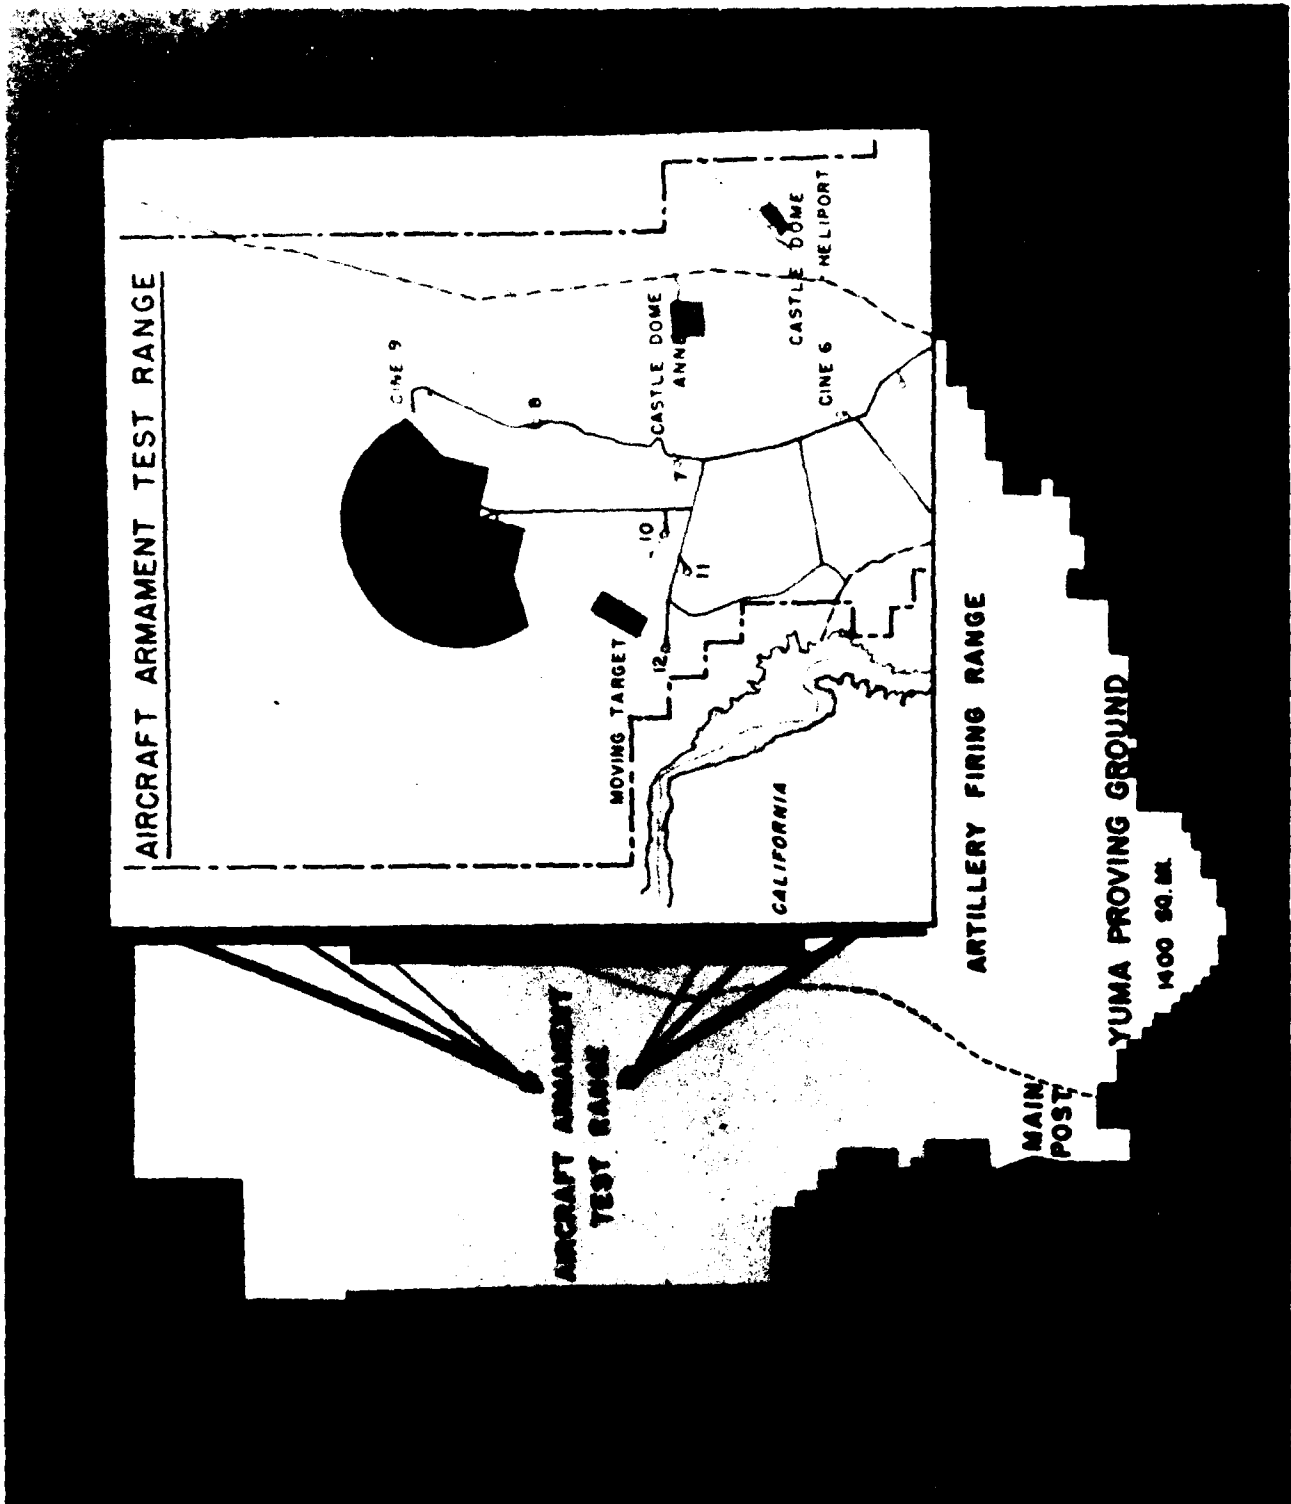 AIRCRAFT ARMAMENT TEST RANGE
CINE 9
8
CASTLE DOME
7
10
11
12
MOVING TARGET
CASTLE DOME
HELIPORT
CINE 6
CALIFORNIA
AIRCRAFT ARMAMENT
TEST RANGE
ARTILLERY FIRING RANGE
MAIN
POST
YUMA PROVING GROUND
1400 SQ. MI.